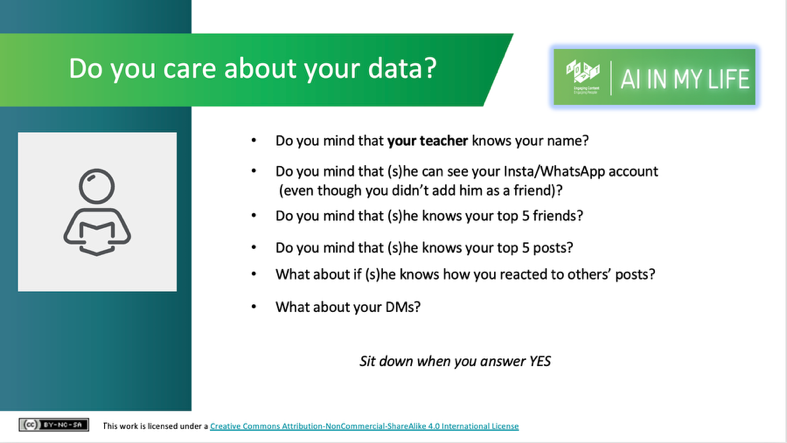 Do you care about your data?
AI IN MY LIFE
• Do you mind that your teacher knows your name?
• Do you mind that (s)he can see your Insta/WhatsApp account
(even though you didn't add him as a friend)?
• Do you mind that (s)he knows your top 5 friends?
• Do you mind that (s)he knows your top 5 posts?
• What about if (s)he knows how you reacted to others' posts?
• What about your DMs?
Sit down when you answer YES
cc BY-NC-SA
This work is licensed under a Creative Commons Attribution-NonCommercial-ShareAlike 4.0 International License